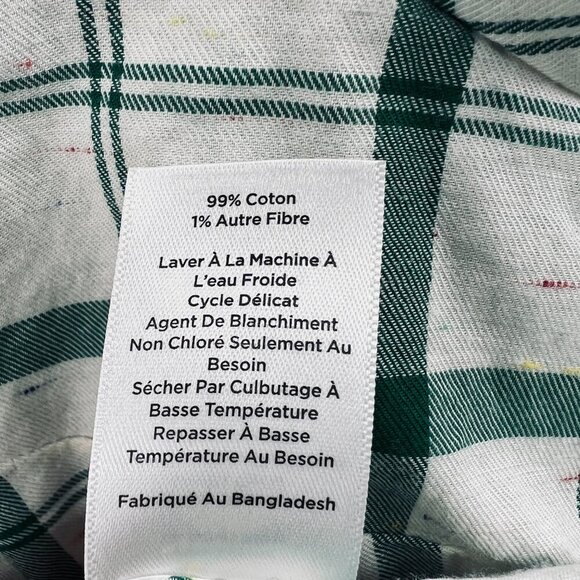 99% Coton
1% Autre Fibre
Laver À La Machine À
L'eau Froide
Cycle Délicat
Agent De Blanchiment
Non Chloré Seulement Au
Besoin
Sécher Par Culbutage À
Basse Température
Repasser À Basse
Température Au Besoin
Fabriqué Au Bangladesh